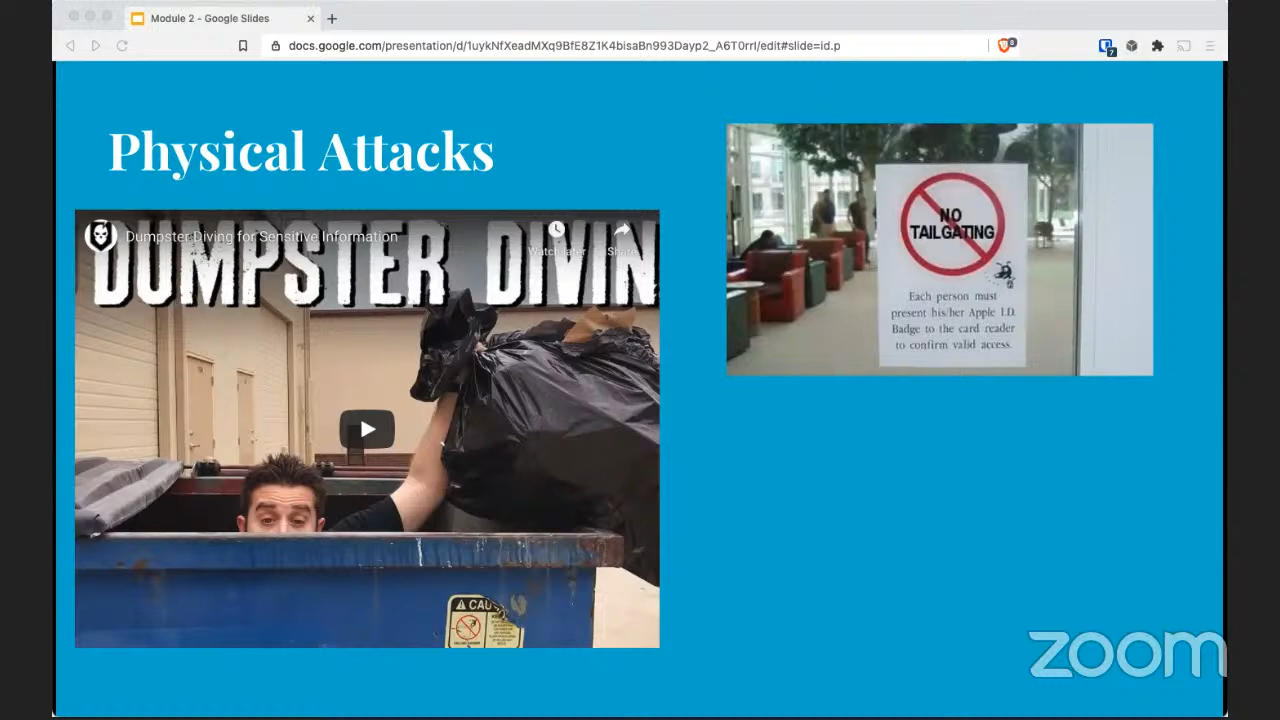 Module 2 - Google Slides
docs.google.com/presentation/d/1uykNfXeadMXq9BfE8Z1K4bisaBn993Dayp2_A6T0rrI/edit#slide=id.p
8
7
Physical Attacks
Dumpster Diving for Sensitive Information
Watch later
Share
DUMPSTER DIVIN
CAU
NO
TAILGATING
Each person must
present his/her Apple I.D.
Badge to the card reader
to confirm valid access.
zoom